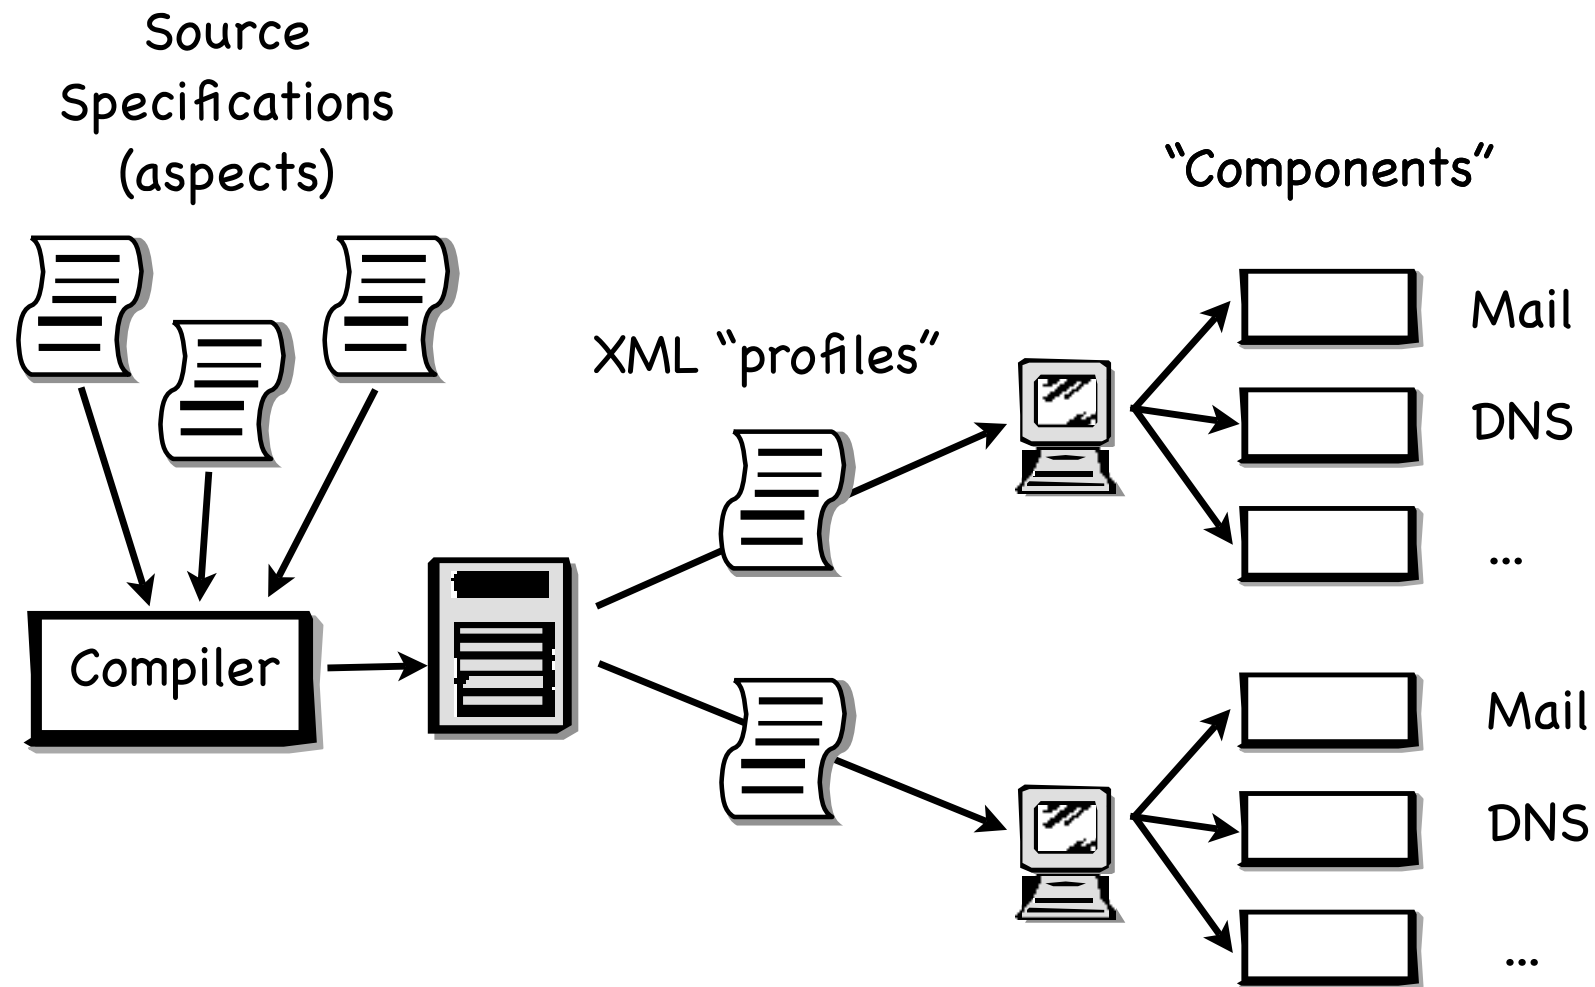 Source
Specifications
(aspects)
“Components”
Mail
XML “profiles”
DNS
...
Compiler
Mail
DNS
...